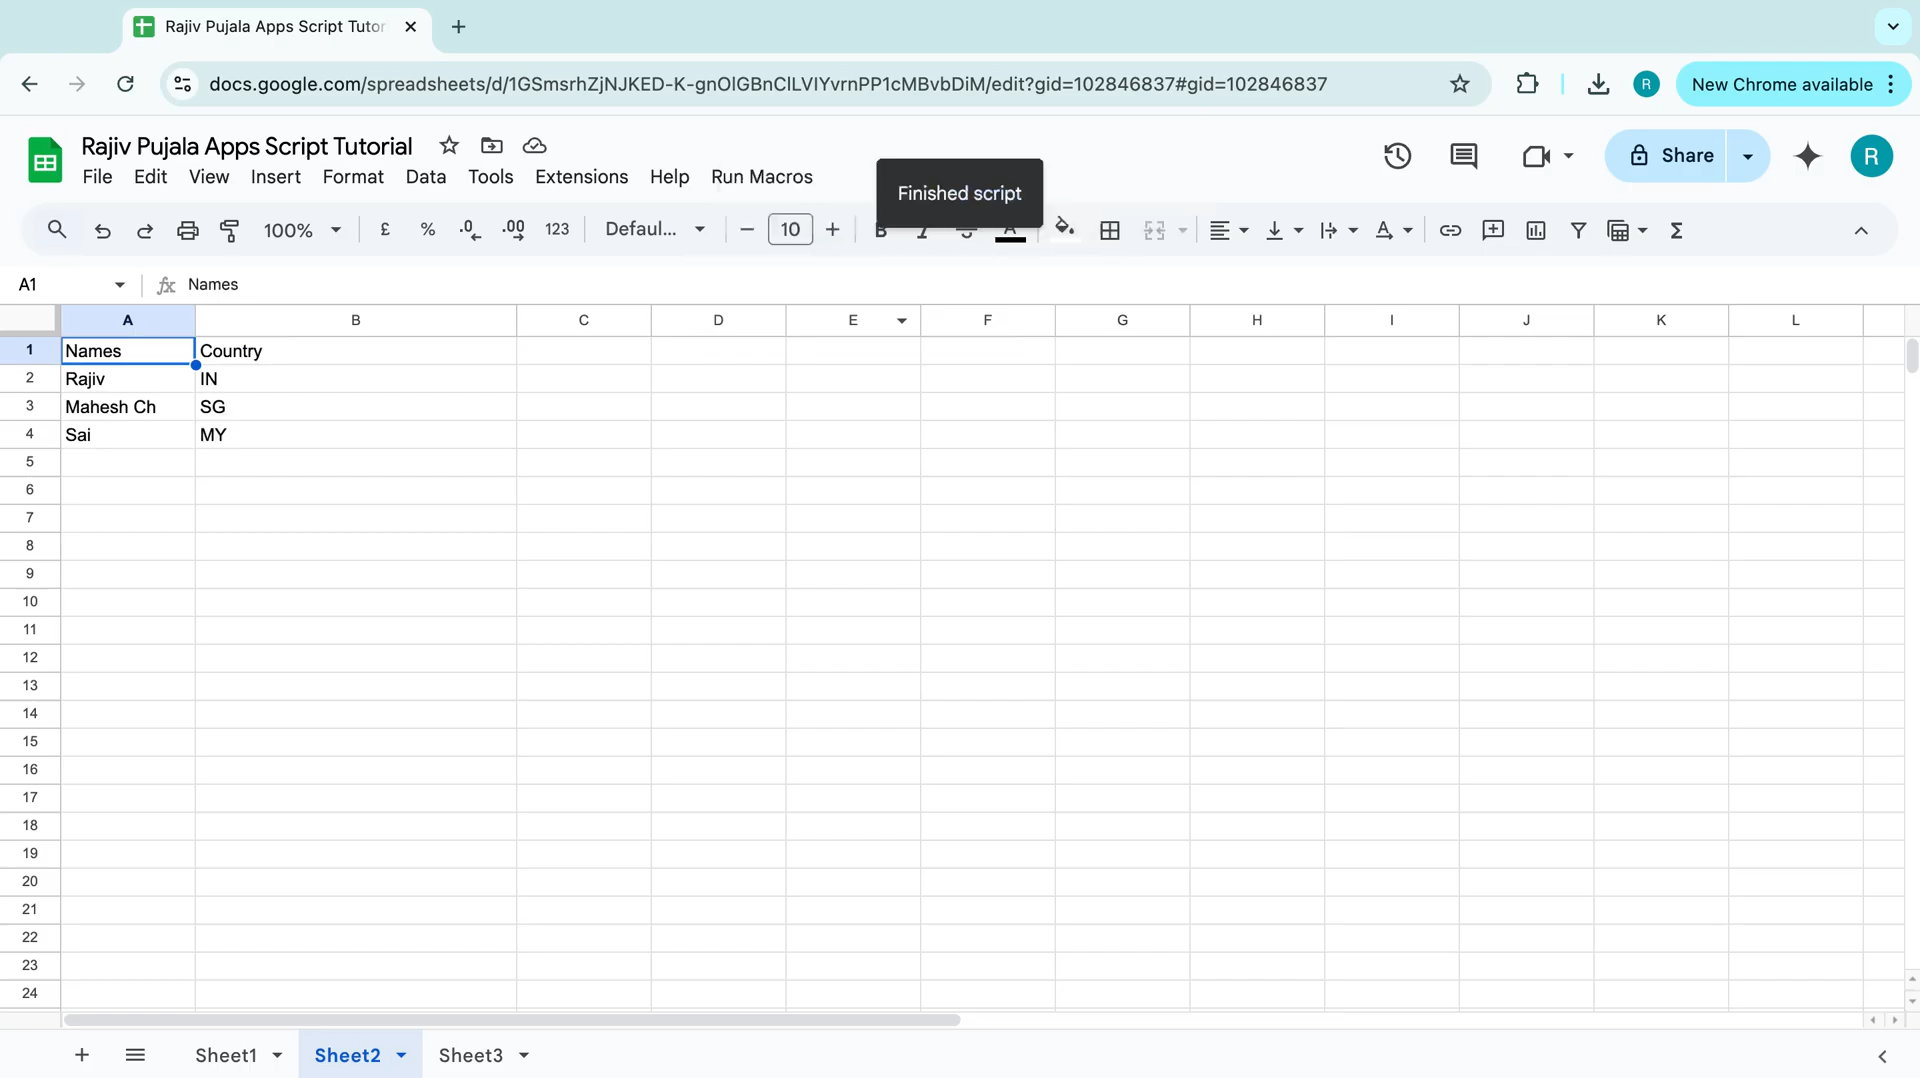 Rajiv Pujala Apps Script Tutor
docs.google.com/spreadsheets/d/1GSmsrhZjNJKED-K-gnOlGBnClLVIYvrnPP1cMBvbDiM/edit?gid=102846837#gid=102846837
R
New Chrome available
Rajiv Pujala Apps Script Tutorial
File Edit View Insert Format Data Tools Extensions Help Run Macros
Finished script
Share
R
100% £ % .0 .00 123 Defaul... 10 B I S A
A1 fx Names
A B C D E F G H I J K L
1 Names Country
2 Rajiv IN
3 Mahesh Ch SG
4 Sai MY
5
6
7
8
9
10
11
12
13
14
15
16
17
18
19
20
21
22
23
24
Sheet1 Sheet2 Sheet3